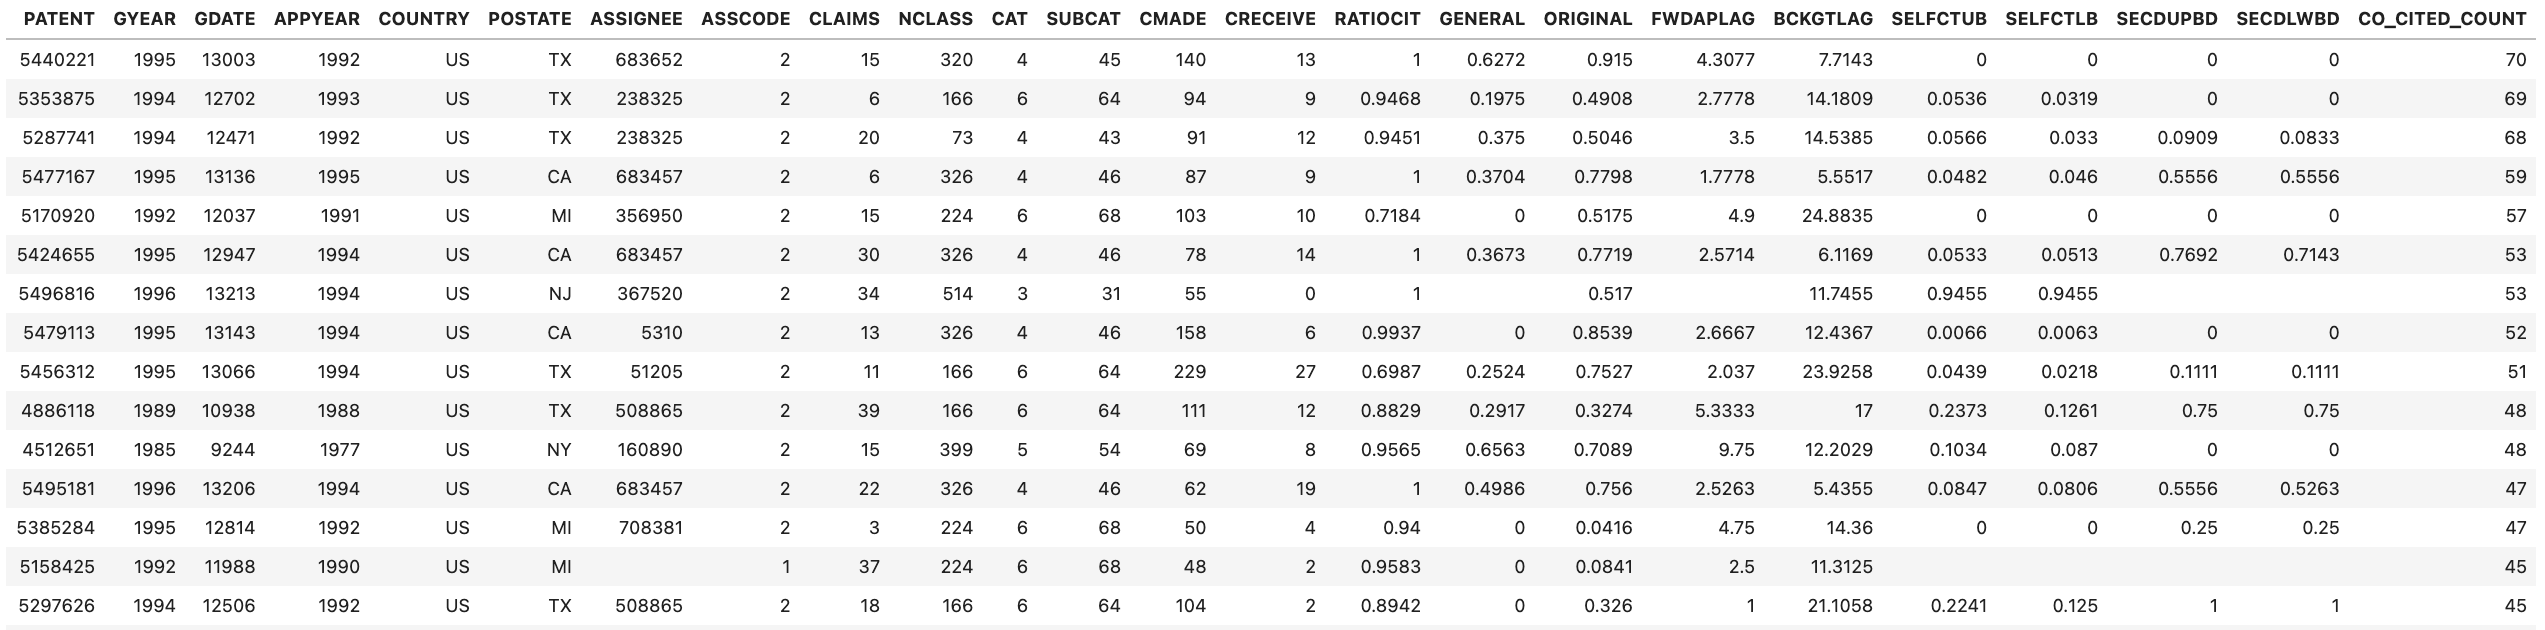 PATENT GYEAR GDATE APPYEAR COUNTRY POSTATE ASSIGNEE ASSCODE CLAIMS NCLASS CAT SUBCAT CMADE CRECEIVE RATIOCIT GENERAL ORIGINAL FWDAPLAG BCKGTLAG SELFCTUB SELFCTLB SECDUPBD SECDLWBD CO_CITED_COUNT
5440221 1995 13003 1992 US TX 683652 2 15 320 4 45 140 13 1 0.6272 0.915 4.3077 7.7143 0 0 0 0 70
5353875 1994 12702 1993 US TX 238325 2 6 166 6 64 94 9 0.9468 0.1975 0.4908 2.7778 14.1809 0.0536 0.0319 0 0 69
5287741 1994 12471 1992 US TX 238325 2 20 73 4 43 91 12 0.9451 0.375 0.5046 3.5 14.5385 0.0566 0.033 0.0909 0.0833 68
5477167 1995 13136 1995 US CA 683457 2 6 326 4 46 87 9 1 0.3704 0.7798 1.7778 5.5517 0.0482 0.046 0.5556 0.5556 59
5170920 1992 12037 1991 US MI 356950 2 15 224 6 68 103 10 0.7184 0 0.5175 4.9 24.8835 0 0 0 0 57
5424655 1995 12947 1994 US CA 683457 2 30 326 4 46 78 14 1 0.3673 0.7719 2.5714 6.1169 0.0533 0.0513 0.7692 0.7143 53
5496816 1996 13213 1994 US NJ 367520 2 34 514 3 31 55 0 1 0.517 11.7455 0.9455 0.9455 53
5479113 1995 13143 1994 US CA 5310 2 13 326 4 46 158 6 0.9937 0 0.8539 2.6667 12.4367 0.0066 0.0063 0 0 52
5456312 1995 13066 1994 US TX 51205 2 11 166 6 64 229 27 0.6987 0.2524 0.7527 2.037 23.9258 0.0439 0.0218 0.1111 0.1111 51
4886118 1989 10938 1988 US TX 508865 2 39 166 6 64 111 12 0.8829 0.2917 0.3274 5.3333 17 0.2373 0.1261 0.75 0.75 48
4512651 1985 9244 1977 US NY 160890 2 15 399 5 54 69 8 0.9565 0.6563 0.7089 9.75 12.2029 0.1034 0.087 0 0 48
5495181 1996 13206 1994 US CA 683457 2 22 326 4 46 62 19 1 0.4986 0.756 2.5263 5.4355 0.0847 0.0806 0.5556 0.5263 47
5385284 1995 12814 1992 US MI 708381 2 3 224 6 68 50 4 0.94 0 0.0416 4.75 14.36 0 0 0.25 0.25 47
5158425 1992 11988 1990 US MI 1 37 224 6 68 48 2 0.9583 0 0.0841 2.5 11.3125 45
5297626 1994 12506 1992 US TX 508865 2 18 166 6 64 104 2 0.8942 0 0.326 1 21.1058 0.2241 0.125 1 1 45